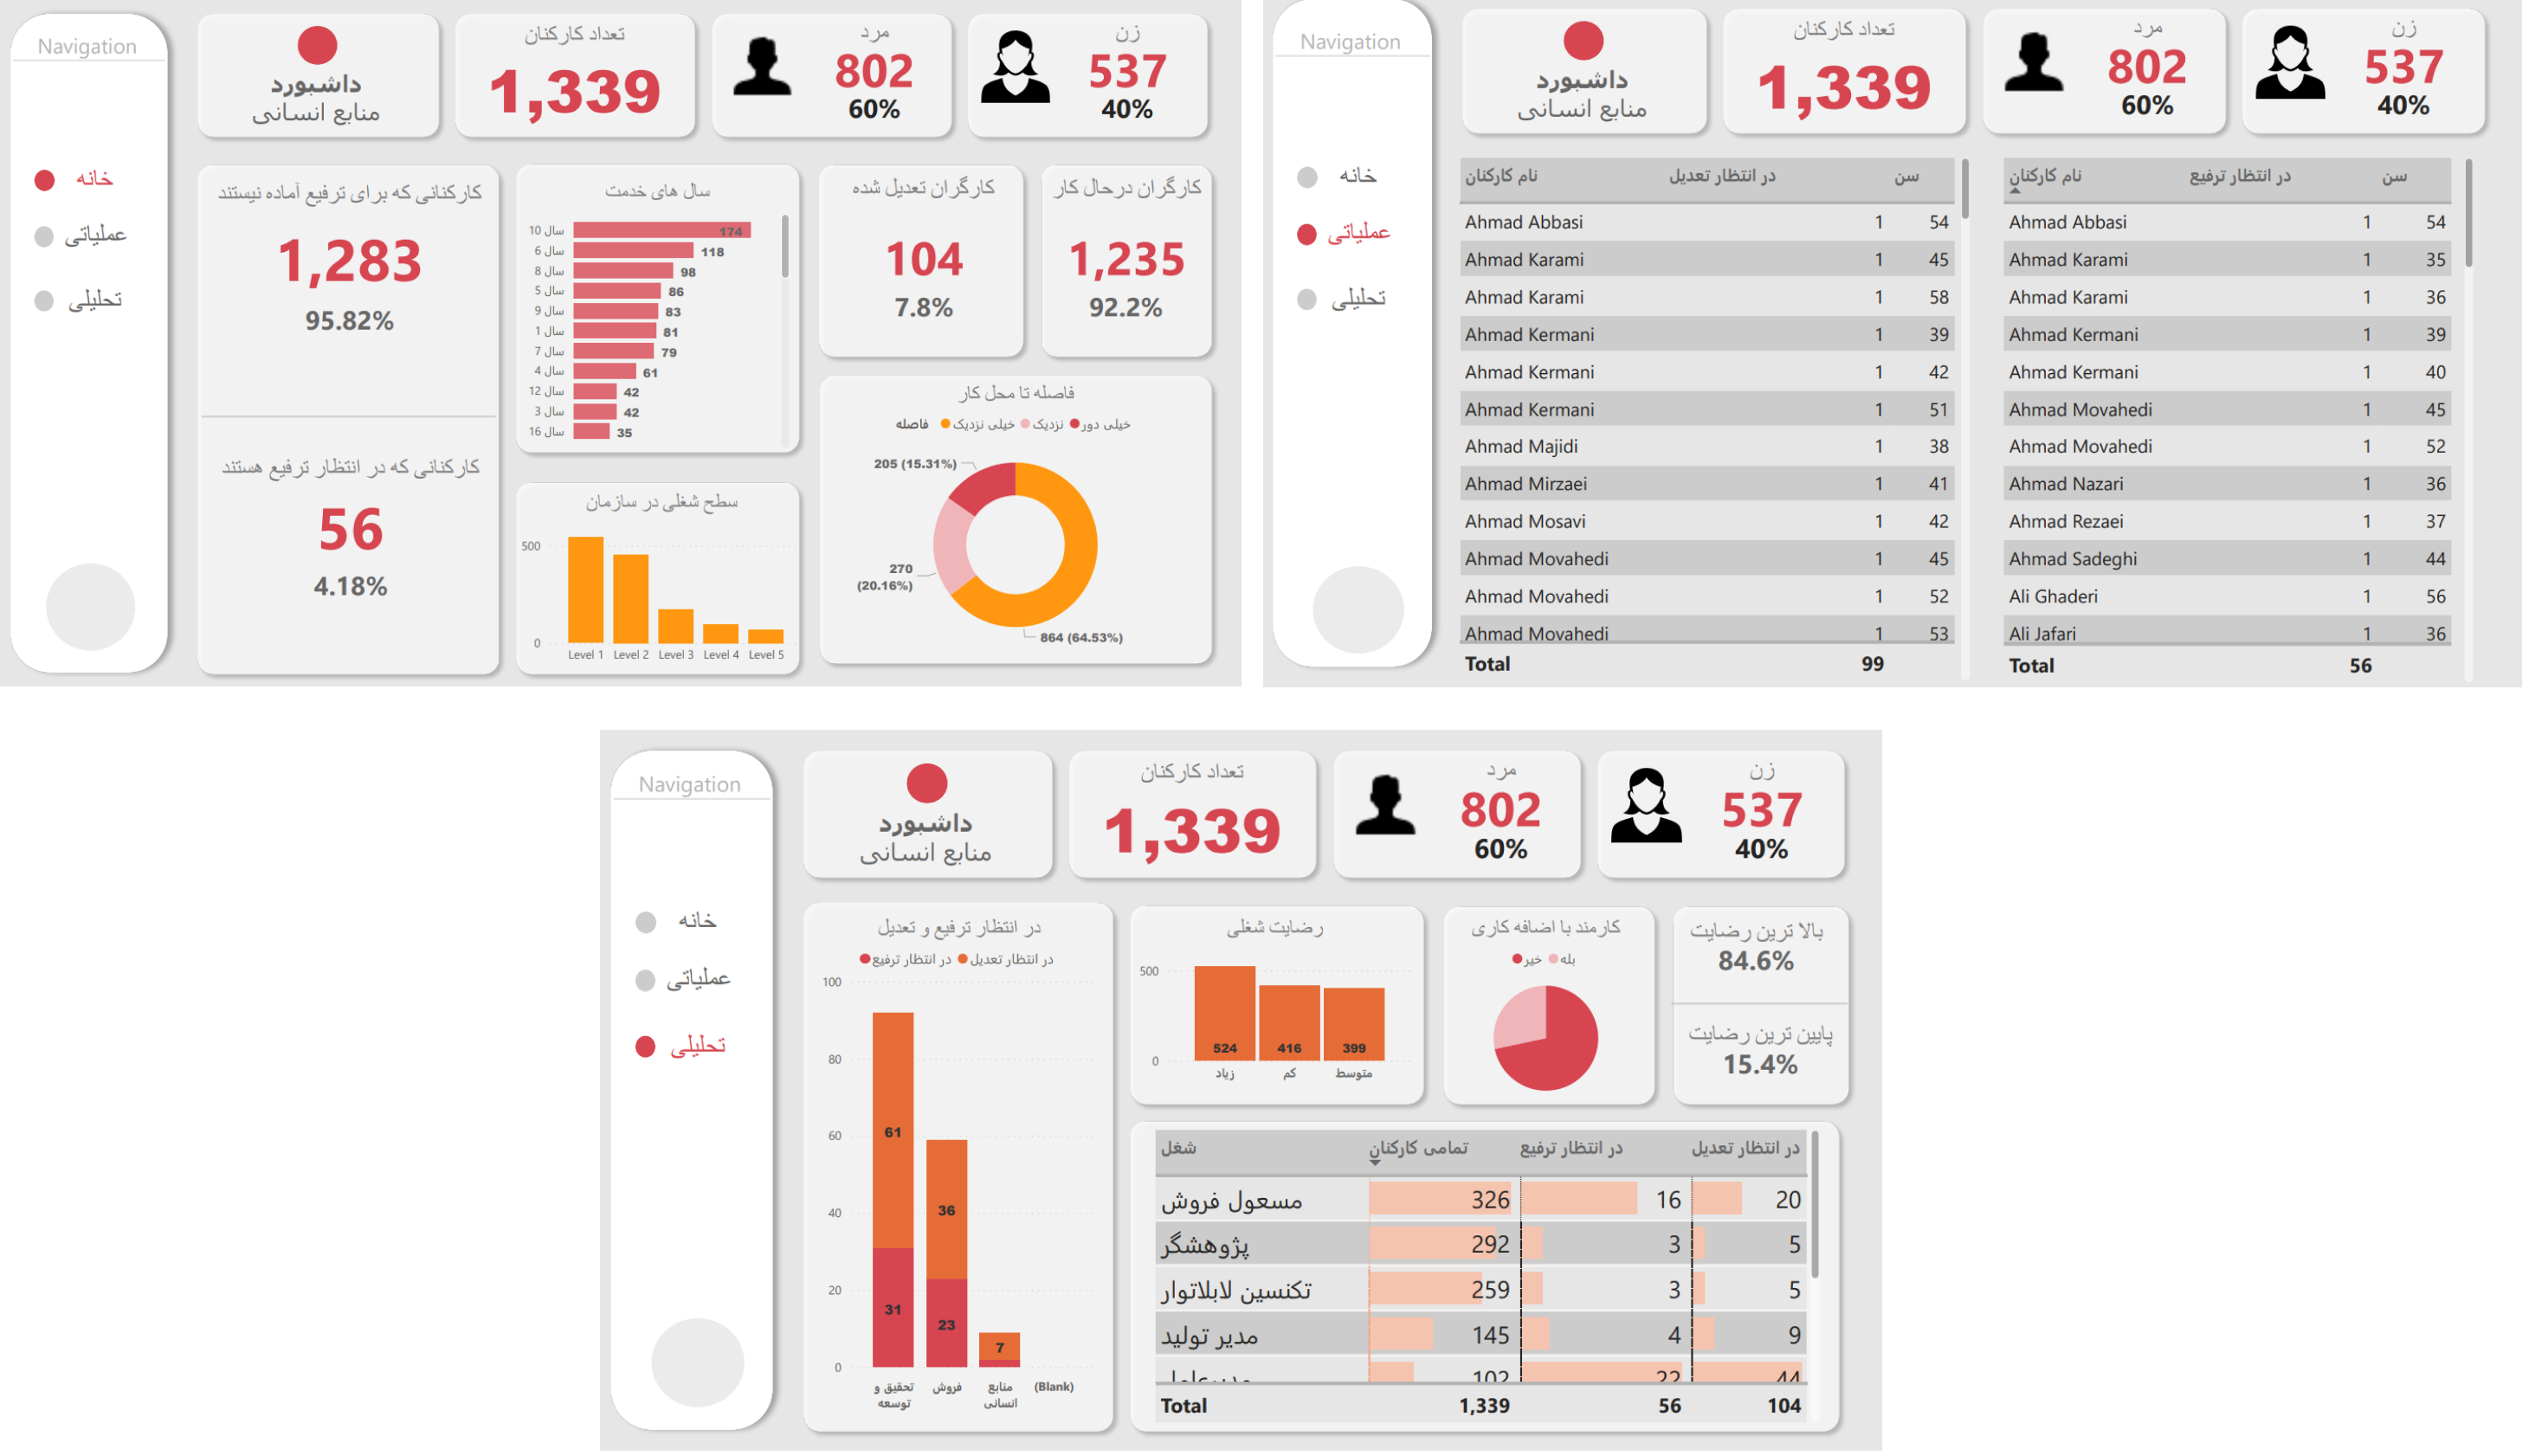 Navigation
خانه
عملیاتی
تحلیلی
داشبورد
منابع انسانی
تعداد کارکنان
1,339
مرد
802
60%
زن
537
40%
کارکنانی که برای ترفیع آماده نیستند
1,283
95.82%
کارکنانی که در انتظار ترفیع هستند
56
4.18%
سال های خدمت
10 سال 174
6 سال 118
8 سال 98
5 سال 86
9 سال 83
1 سال 81
7 سال 79
4 سال 61
12 سال 42
3 سال 42
16 سال 35
سطح شغلی در سازمان
500
0
Level 1 Level 2 Level 3 Level 4 Level 5
کارگران تعدیل شده
104
7.8%
کارگران درحال کار
1,235
92.2%
فاصله تا محل کار
فاصله خیلی نزدیک نزدیک خیلی دور
205 (15.31%)
270
(20.16%)
864 (64.53%)
Navigation
خانه
عملیاتی
تحلیلی
داشبورد
منابع انسانی
تعداد کارکنان
1,339
مرد
802
60%
زن
537
40%
نام کارکنان در انتظار تعدیل سن
Ahmad Abbasi 1 54
Ahmad Karami 1 45
Ahmad Karami 1 58
Ahmad Kermani 1 39
Ahmad Kermani 1 42
Ahmad Kermani 1 51
Ahmad Majidi 1 38
Ahmad Mirzaei 1 41
Ahmad Mosavi 1 42
Ahmad Movahedi 1 45
Ahmad Movahedi 1 52
Ahmad Movahedi 1 53
Total 99
نام کارکنان در انتظار ترفیع سن
Ahmad Abbasi 1 54
Ahmad Karami 1 35
Ahmad Karami 1 36
Ahmad Kermani 1 39
Ahmad Kermani 1 40
Ahmad Movahedi 1 45
Ahmad Movahedi 1 52
Ahmad Nazari 1 36
Ahmad Rezaei 1 37
Ahmad Sadeghi 1 44
Ali Ghaderi 1 56
Ali Jafari 1 36
Total 56
Navigation
خانه
عملیاتی
تحلیلی
داشبورد
منابع انسانی
تعداد کارکنان
1,339
مرد
802
60%
زن
537
40%
در انتظار ترفیع و تعدیل
در انتظار ترفیع در انتظار تعدیل
100
80
60
40
20
0
61
31
36
23
7
تحقیق و توسعه
فروش
منابع انسانی
(Blank)
رضایت شغلی
500
0
524 416 399
زیاد کم متوسط
کارمند با اضافه کاری
خیر بله
بالا ترین رضایت
84.6%
پایین ترین رضایت
15.4%
شغل تمامی کارکنان در انتظار ترفیع در انتظار تعدیل
مسعول فروش 326 16 20
پژوهشگر 292 3 5
تکنسین لابلاتوار 259 3 5
مدیر تولید 145 4 9
102 22 44
Total 1,339 56 104